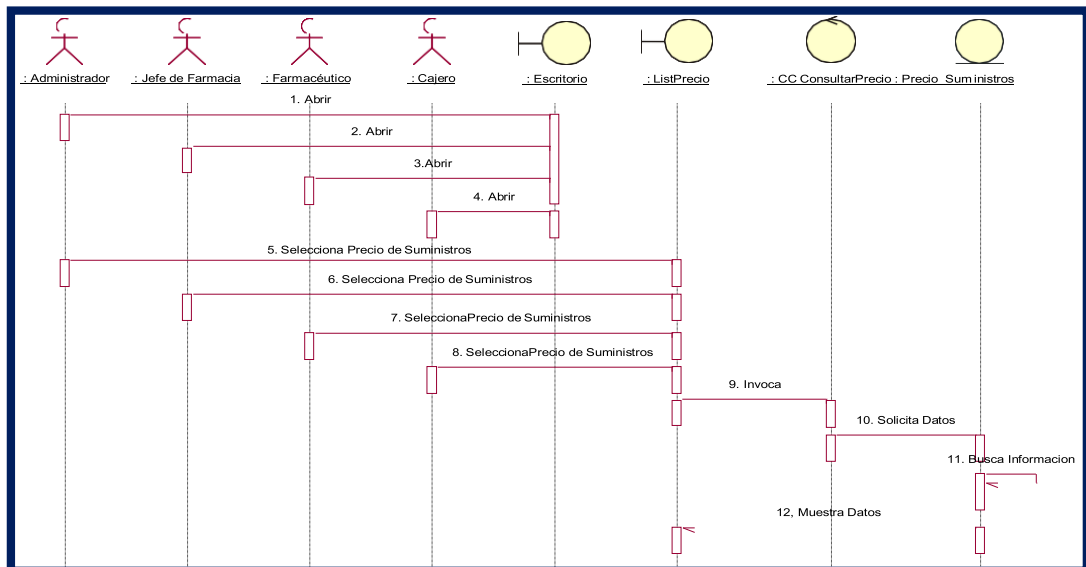 : Administrador
: Jefe de Farmacia
: Farmacéutico
: Cajero
: Escritorio
: ListPrecio
: CC ConsultarPrecio
: Precio_Suministros
1. Abrir
2. Abrir
3.Abrir
4. Abrir
5. Selecciona Precio de Suministros
6. Selecciona Precio de Suministros
7. SeleccionaPrecio de Suministros
8. SeleccionaPrecio de Suministros
9. Invoca
10. Solicita Datos
11. Busca Informacion
12, Muestra Datos